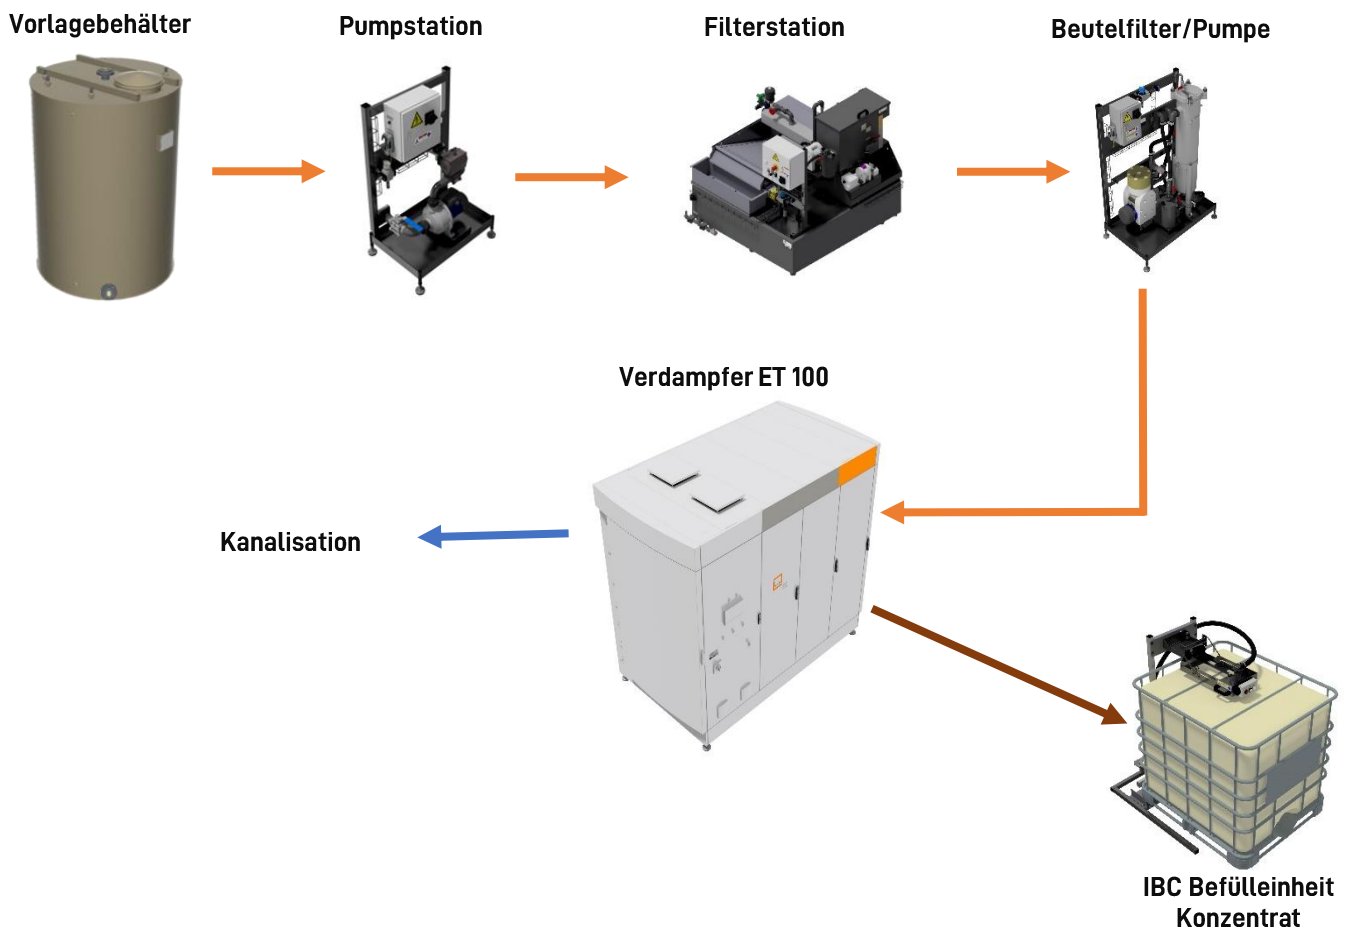 Vorlagebehälter
Pumpstation
Filterstation
Beutelfilter/Pumpe
Verdampfer ET 100
Kanalisation
IBC Befülleinheit
Konzentrat